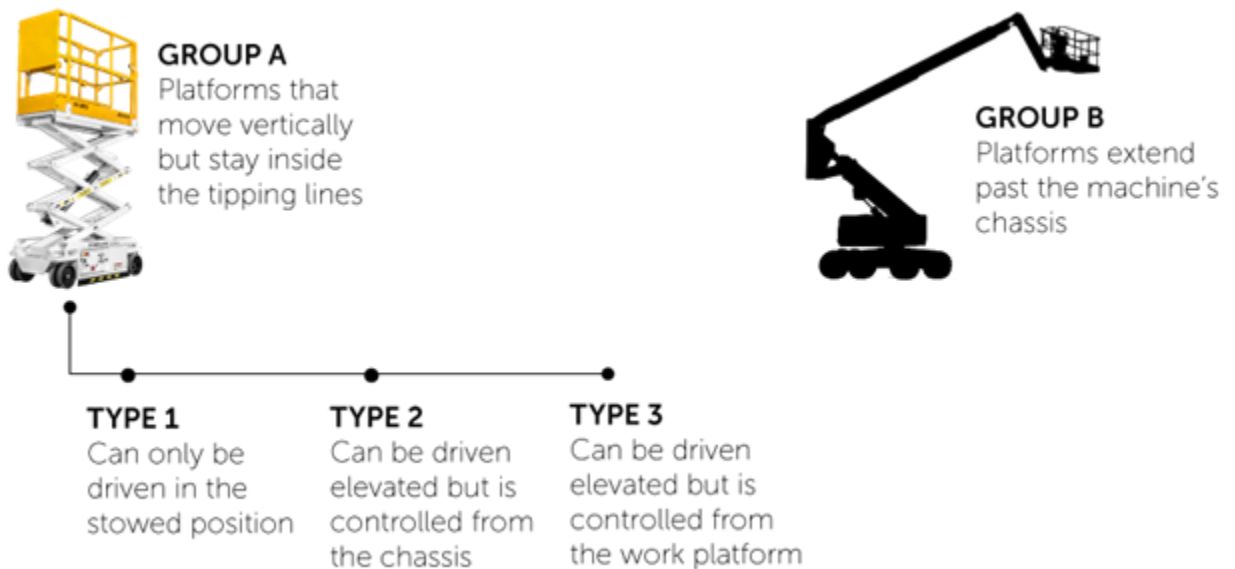 GROUP A
Platforms that
move vertically
but stay inside
the tipping lines
GROUP B
Platforms extend
past the machine's
chassis
TYPE 1
Can only be
driven in the
stowed position
TYPE 2
Can be driven
elevated but is
controlled from
the chassis
TYPE 3
Can be driven
elevated but is
controlled from
the work platform